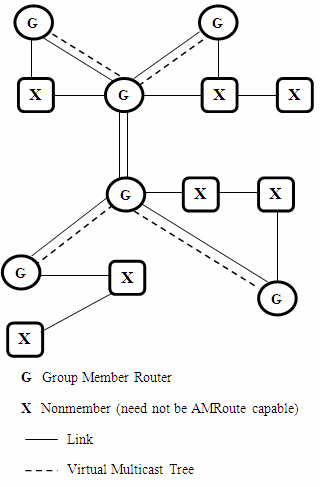 G G
X G X X
G X X
G X G
X
G Group Member Router
X Nonmember (need not be AMRoute capable)
Link
Virtual Multicast Tree